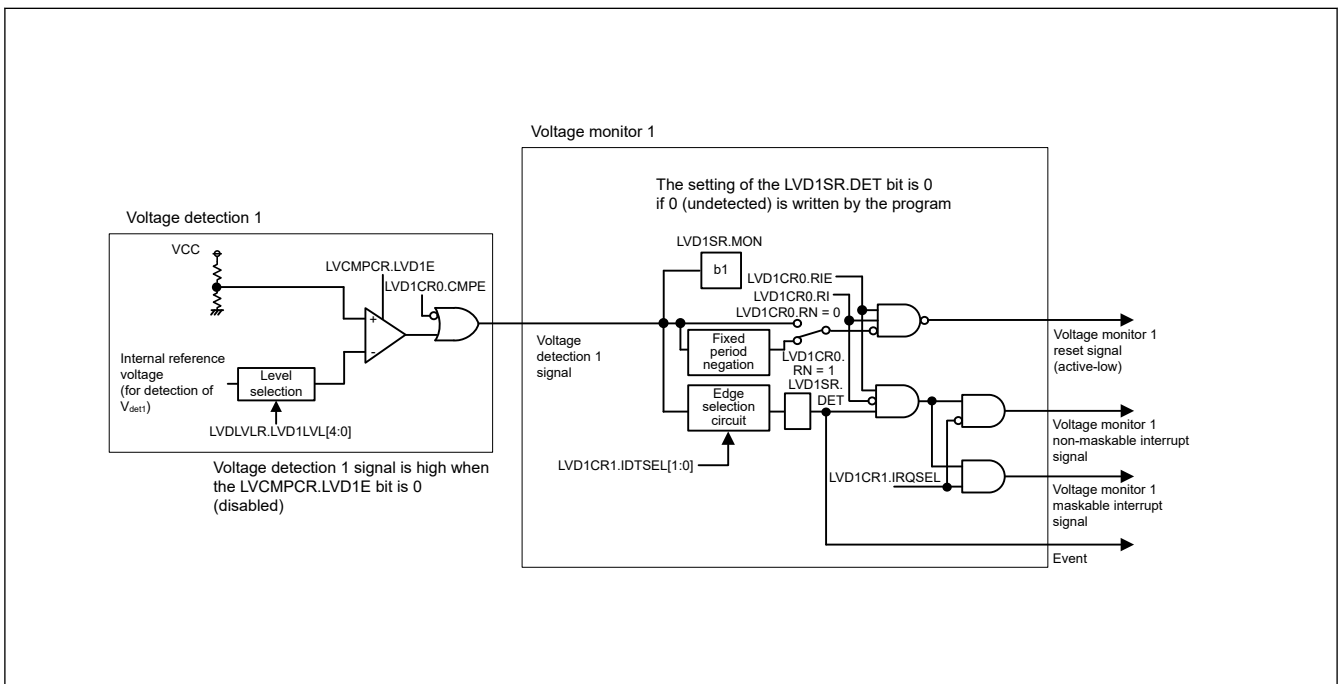 Voltage monitor 1
The setting of the LVD1SR.DET bit is 0
if 0 (undetected) is written by the program
Voltage detection 1
VCC
LVCMPCR.LVD1E
LVD1CR0.CMPE
Internal reference
voltage
(for detection of
Vdet1)
Level
selection
+
-
LVDLVLR.LVD1LVL[4:0]
Voltage detection 1 signal is high when
the LVCMPCR.LVD1E bit is 0
(disabled)
Voltage
detection 1
signal
LVD1SR.MON
b1
LVD1CR0.RIE
LVD1CR0.RI
LVD1CR0.RN = 0
Fixed
period
negation
LVD1CR0.
RN = 1
LVD1SR.
DET
Edge
selection
circuit
LVD1CR1.IDTSEL[1:0]
LVD1CR1.IRQSEL
Voltage monitor 1
reset signal
(active-low)
Voltage monitor 1
non-maskable interrupt
signal
Voltage monitor 1
maskable interrupt
signal
Event